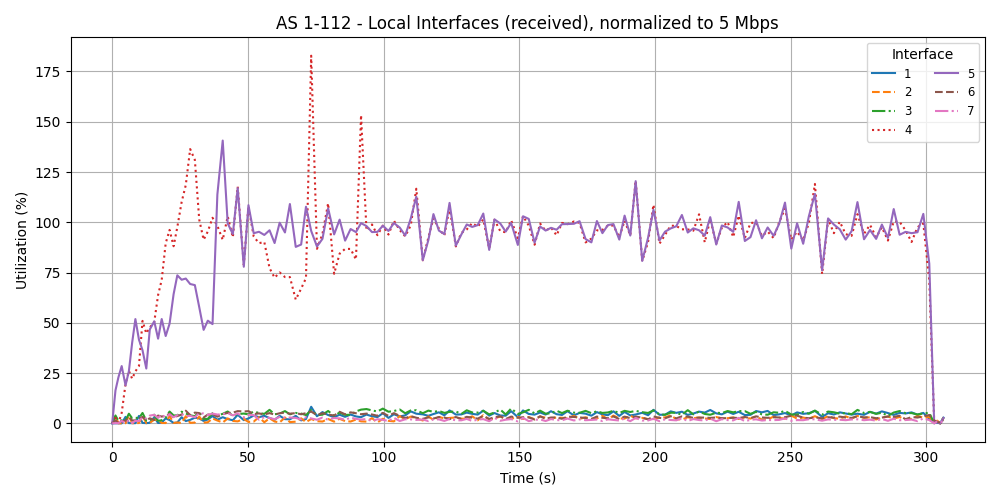 AS 1-112 - Local Interfaces (received), normalized to 5 Mbps
Utilization (%)
175
150
125
100
75
50
25
0
0 50 100 150 200 250 300
Time (s)
Interface
1 5
2 6
3 7
4